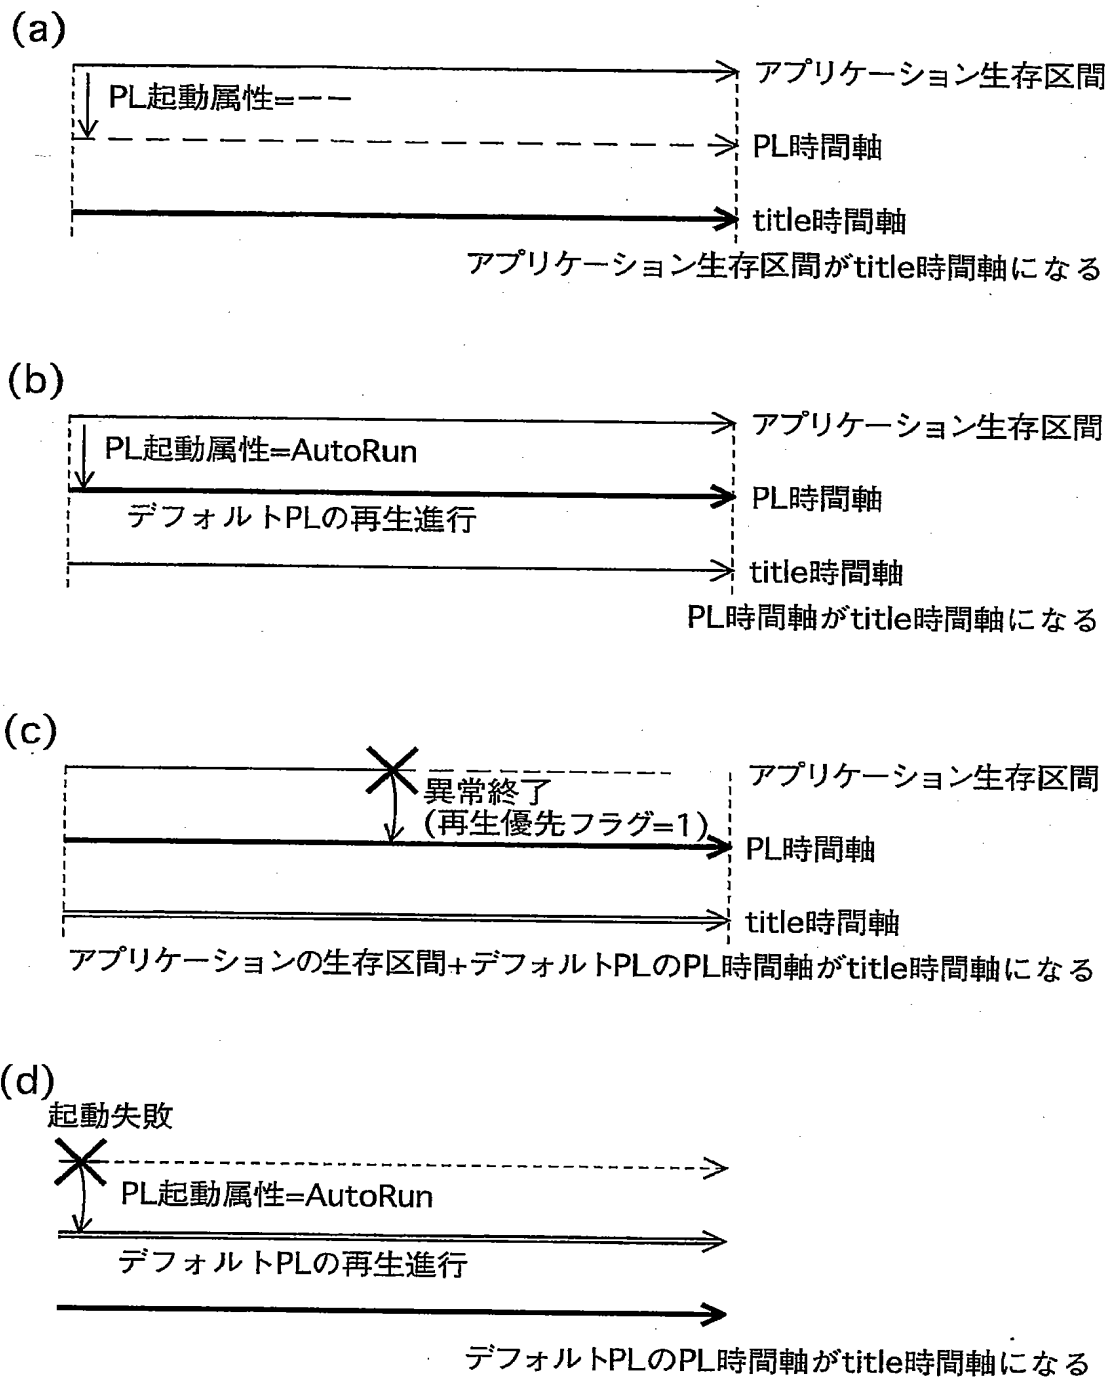 (a)
アプリケーション生存区間
PL起動属性=−−
PL時間軸
title時間軸
アプリケーション生存区間がtitle時間軸になる
(b)
アプリケーション生存区間
PL起動属性=AutoRun
PL時間軸
デフォルトPLの再生進行
title時間軸
PL時間軸がtitle時間軸になる
(c)
アプリケーション生存区間
異常終了
(再生優先フラグ=1)
PL時間軸
title時間軸
アプリケーションの生存区間+デフォルトPLのPL時間軸がtitle時間軸になる
(d)
起動失敗
PL起動属性=AutoRun
デフォルトPLの再生進行
デフォルトPLのPL時間軸がtitle時間軸になる